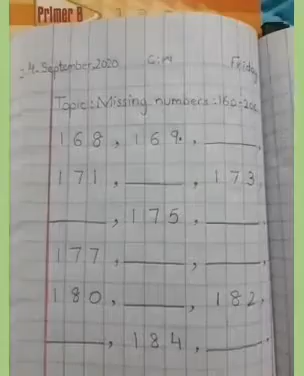 Primer B
4. September, 2020 C.W Friday
Topic: Missing numbers: 160-200
168, 169, ____,
171, ____, 173,
____, 175, ____,
177, ____, ____,
180, ____, 182,
____, 184, ____,